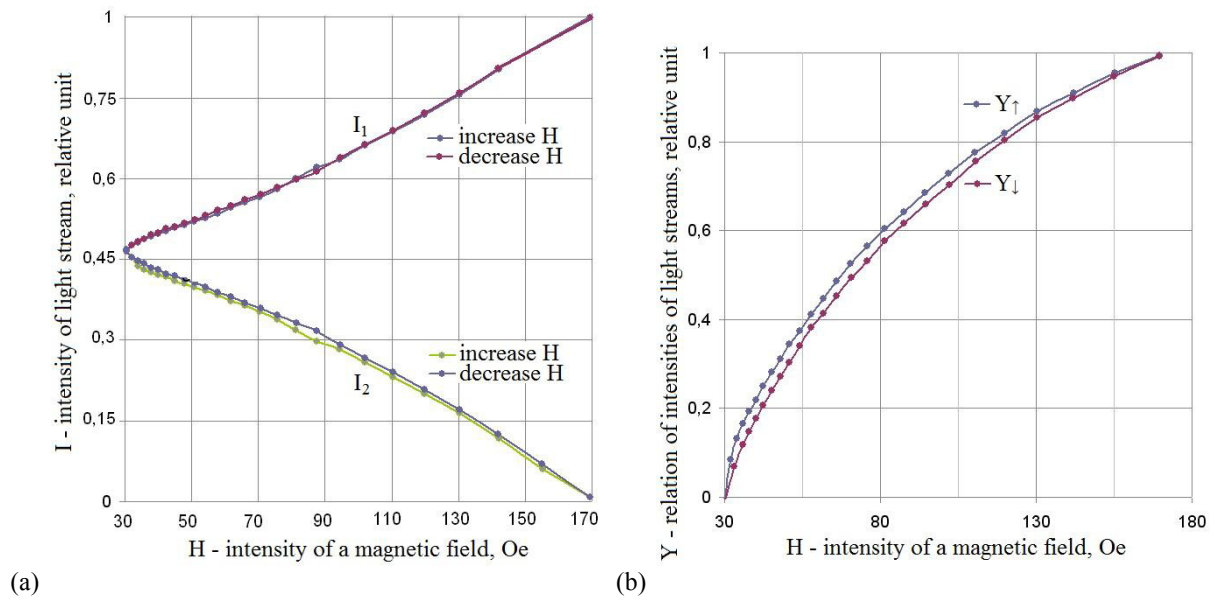 I - intensity of light stream, relative unit
1
0.75
0.6
0.45
0.3
0.15
0
30
50
70
90
110
130
150
170
H - intensity of a magnetic field, Oe
I1
increase H
decrease H
increase H
decrease H
I2
(a)
Y - relation of intensities of light streams, relative unit
1
0,8
0,6
0,4
0,2
0
30
80
130
180
H - intensity of a magnetic field, Oe
Y↑
Y↓
(b)